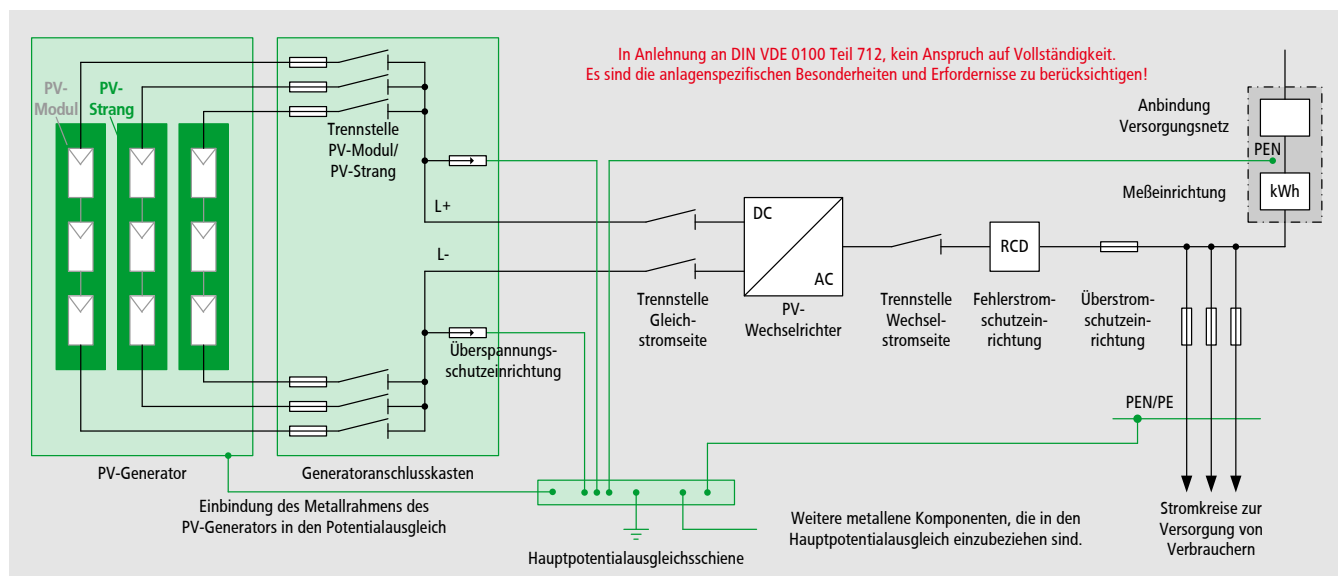 In Anlehnung an DIN VDE 0100 Teil 712, kein Anspruch auf Vollständigkeit.
Es sind die anlagenspezifischen Besonderheiten und Erfordernisse zu berücksichtigen!
PV-
Modul
PV-
Strang
Trennstelle
PV-Modul/
PV-Strang
Anbindung
Versorgungsnetz
PEN
Meßeinrichtung
kWh
L+
L-
DC
AC
RCD
Trennstelle
Gleich-
stromseite
PV-
Wechselrichter
Trennstelle
Wechsel-
stromseite
Fehlerstrom-
schutzein-
richtung
Überstrom-
schutzein-
richtung
Überspannungs-
schutzeinrichtung
PEN/PE
PV-Generator
Generatoranschlusskasten
Einbindung des Metallrahmens des
PV-Generators in den Potentialausgleich
Hauptpotentialausgleichsschiene
Weitere metallene Komponenten, die in den
Hauptpotentialausgleich einzubeziehen sind.
Stromkreise zur
Versorgung von
Verbrauchern